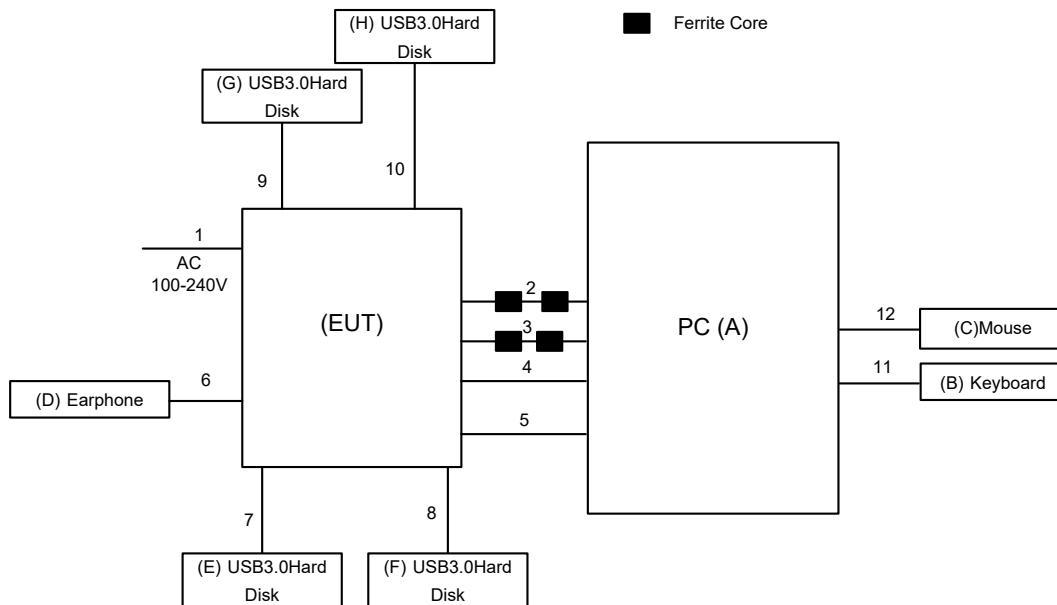 (H) USB3.0Hard
Disk
Ferrite Core
(G) USB3.0Hard
Disk
9
10
1
AC
100-240V
(EUT)
2
3
4
5
PC (A)
12
(C)Mouse
11
(B) Keyboard
6
(D) Earphone
7
8
(E) USB3.0Hard
Disk
(F) USB3.0Hard
Disk